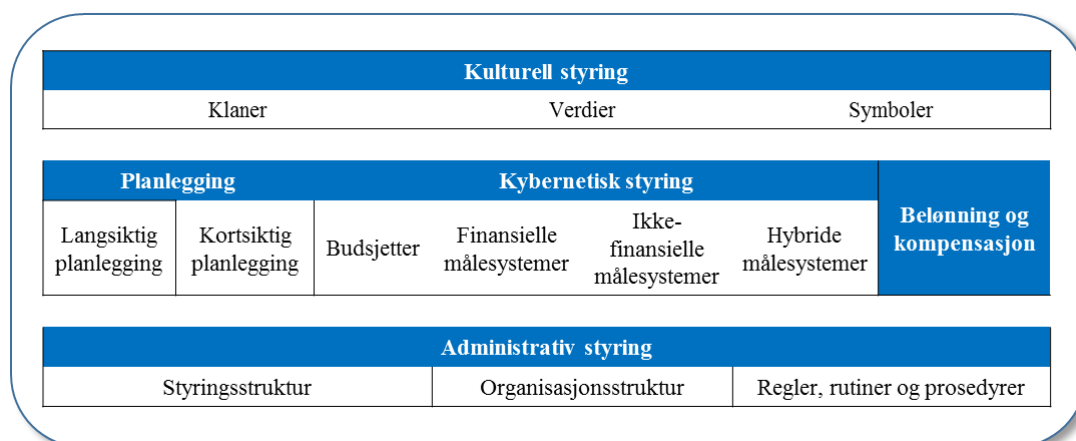 Kulturell styring
Klaner Verdier Symboler
Planlegging Kybernetisk styring Belønning og kompensasjon
Langsiktig planlegging
Kortsiktig planlegging
Budsjetter
Finansielle målesystemer
Ikke-finansielle målesystemer
Hybride målesystemer
Administrativ styring
Styringsstruktur Organisasjonsstruktur Regler, rutiner og prosedyrer